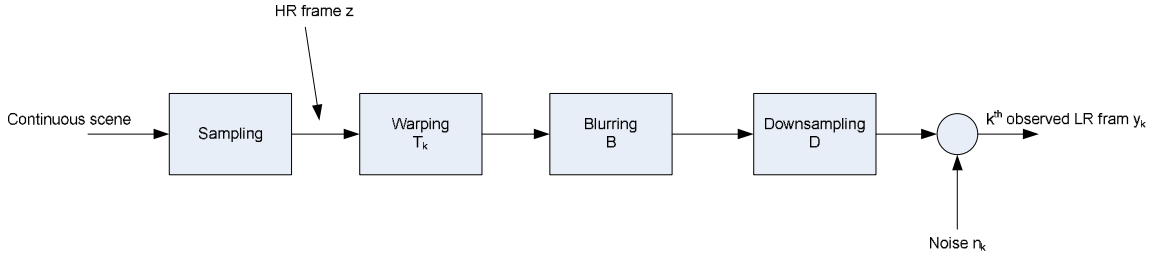 HR frame z
Continuous scene
Sampling
Warping
Tk
Blurring
B
Downsampling
D
kth observed LR fram yk
Noise nk